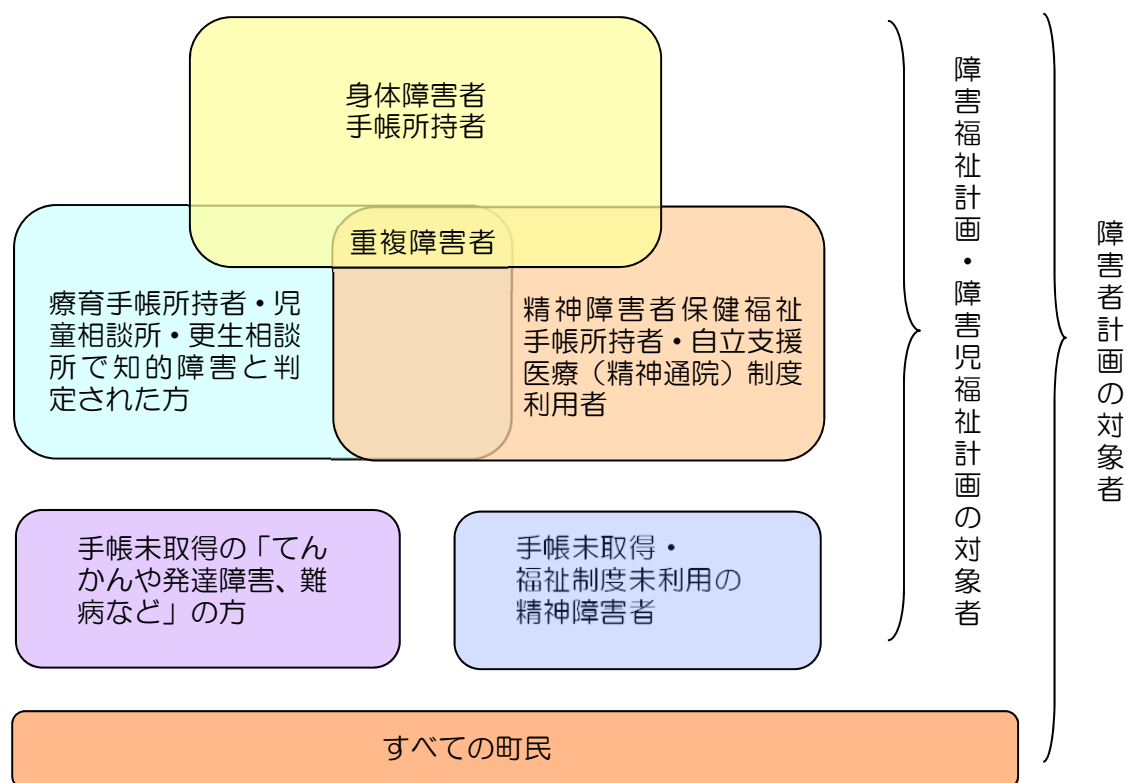 身体障害者
手帳所持者
重複障害者
療育手帳所持者・児
童相談所・更生相談
所で知的障害と判
定された方
精神障害者保健福祉
手帳所持者・自立支援
医療（精神通院）制度
利用者
手帳未取得の「てん
かんや発達障害、難
病など」の方
手帳未取得・
福祉制度未利用の
精神障害者
すべての町民
障害福祉計画・障害児福祉計画の対象者
障害者計画の対象者